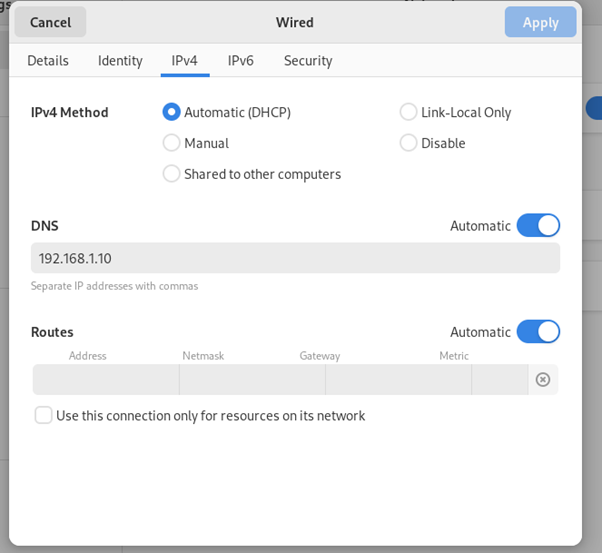 Cancel Wired Apply
Details Identity IPv4 IPv6 Security
IPv4 Method Automatic (DHCP) Link-Local Only
Manual Disable
Shared to other computers
DNS Automatic
192.168.1.10
Separate IP addresses with commas
Routes Automatic
Address Netmask Gateway Metric
Use this connection only for resources on its network